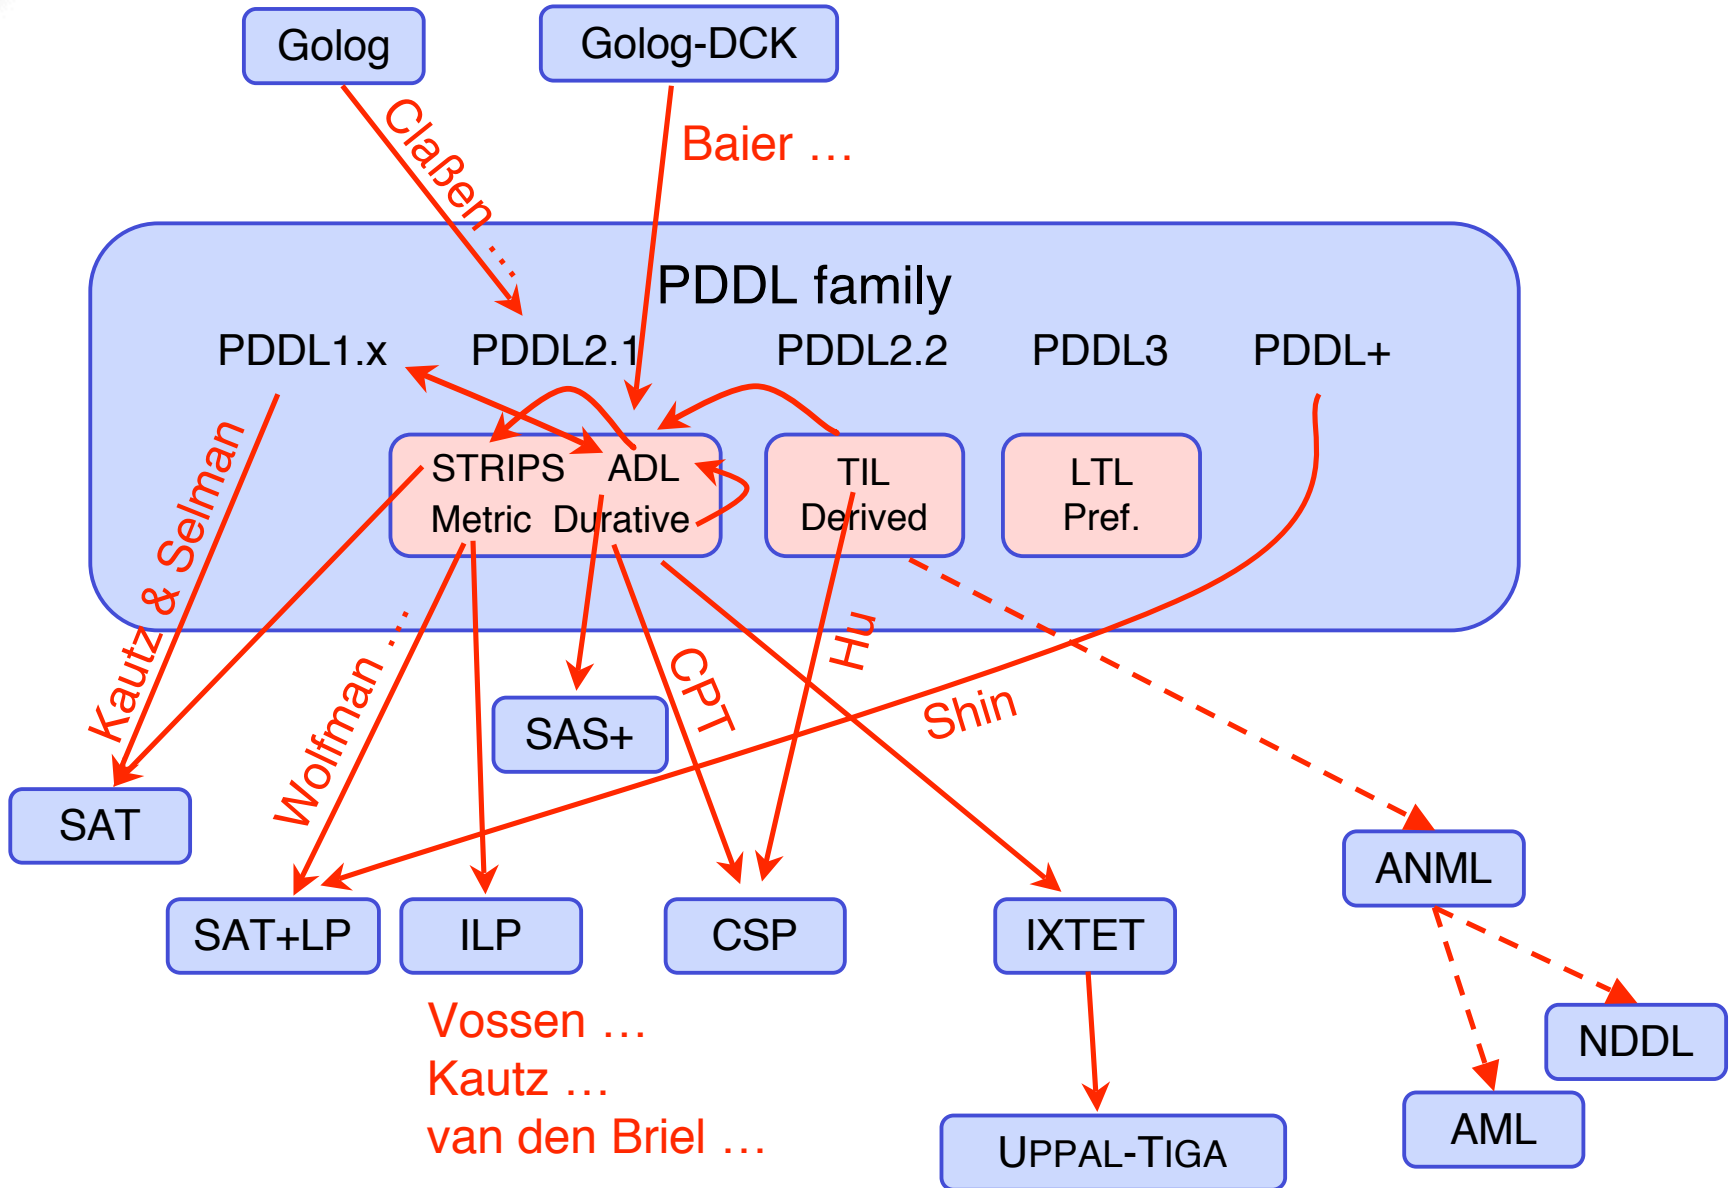 Golog
Golog-DCK
Claßen …
Baier …
PDDL family
PDDL1.x
PDDL2.1
PDDL2.2
PDDL3
PDDL+
STRIPS ADL
Metric Durative
TIL
Derived
LTL
Pref.
Kautz & Selman
Wolfman …
CPT
Hu
Shin
SAS+
SAT
ANML
SAT+LP
ILP
CSP
IXTET
Vossen …
Kautz …
van den Briel …
NDDL
AML
UPPAL-TIGA